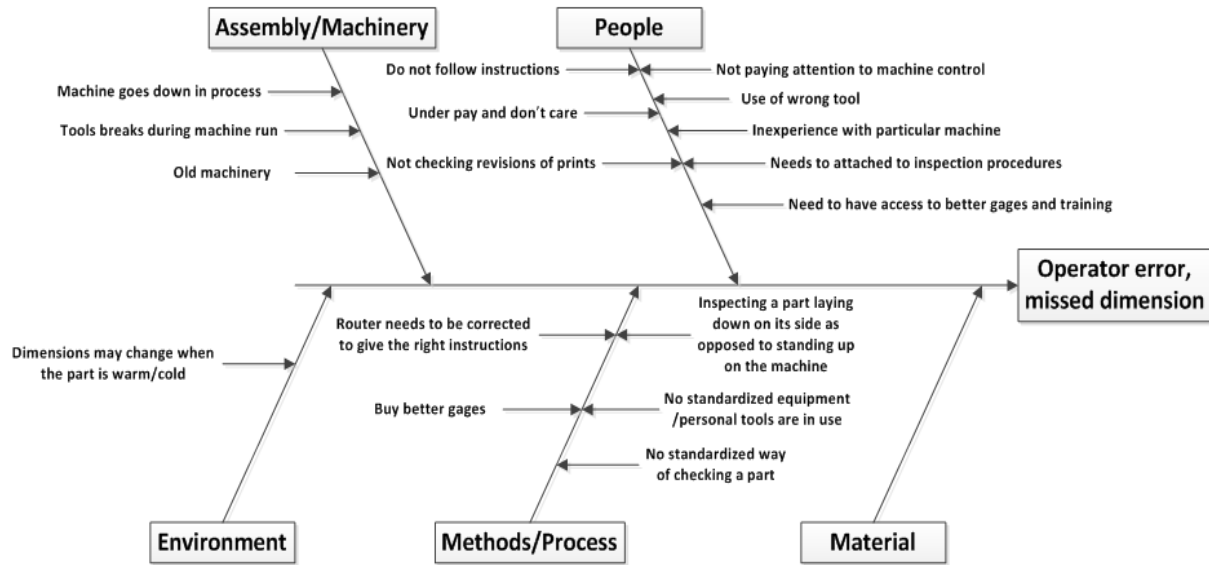 Assembly/Machinery
People
Machine goes down in process
Tools breaks during machine run
Old machinery
Do not follow instructions
Under pay and don´t care
Not checking revisions of prints
Not paying attention to machine control
Use of wrong tool
Inexperience with particular machine
Needs to attached to inspection procedures
Need to have access to better gages and training
Operator error,
missed dimension
Dimensions may change when
the part is warm/cold
Router needs to be corrected
to give the right instructions
Buy better gages
Inspecting a part laying
down on its side as
opposed to standing up
on the machine
No standardized equipment
/personal tools are in use
No standardized way
of checking a part
Environment
Methods/Process
Material